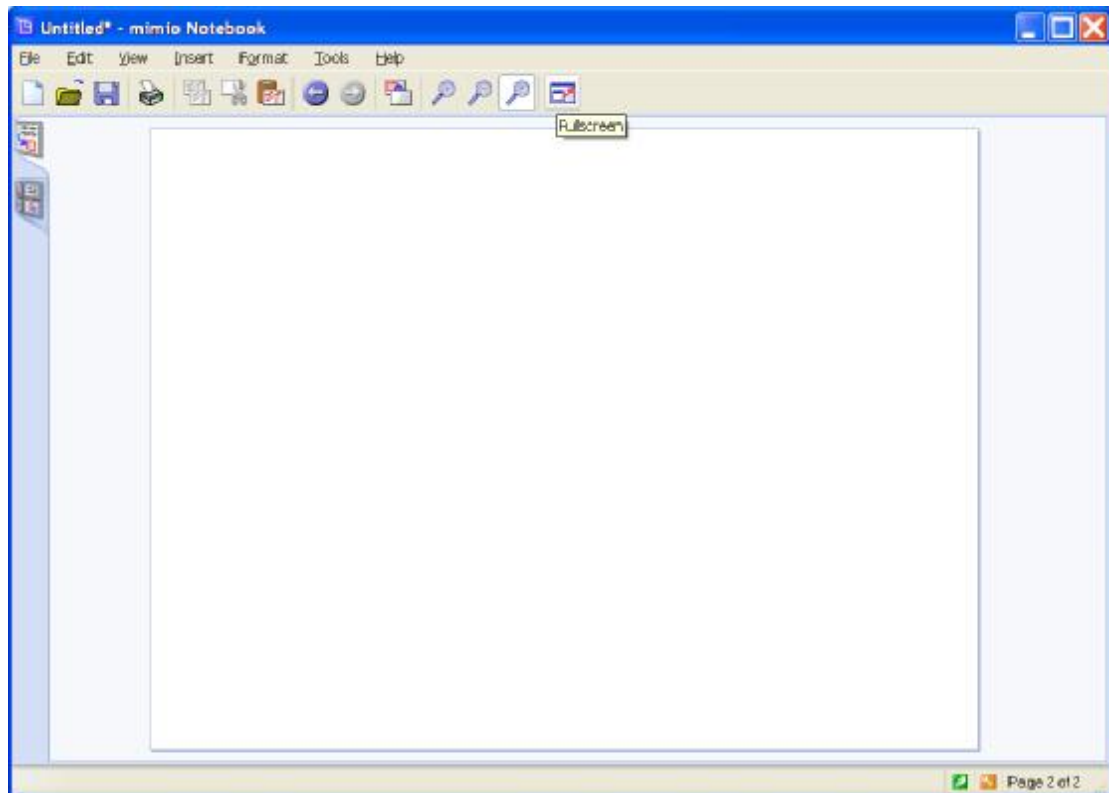 Untitled* - mimio Notebook
File Edit View Insert Format Tools Help
Fullscreen
Page 2 of 2